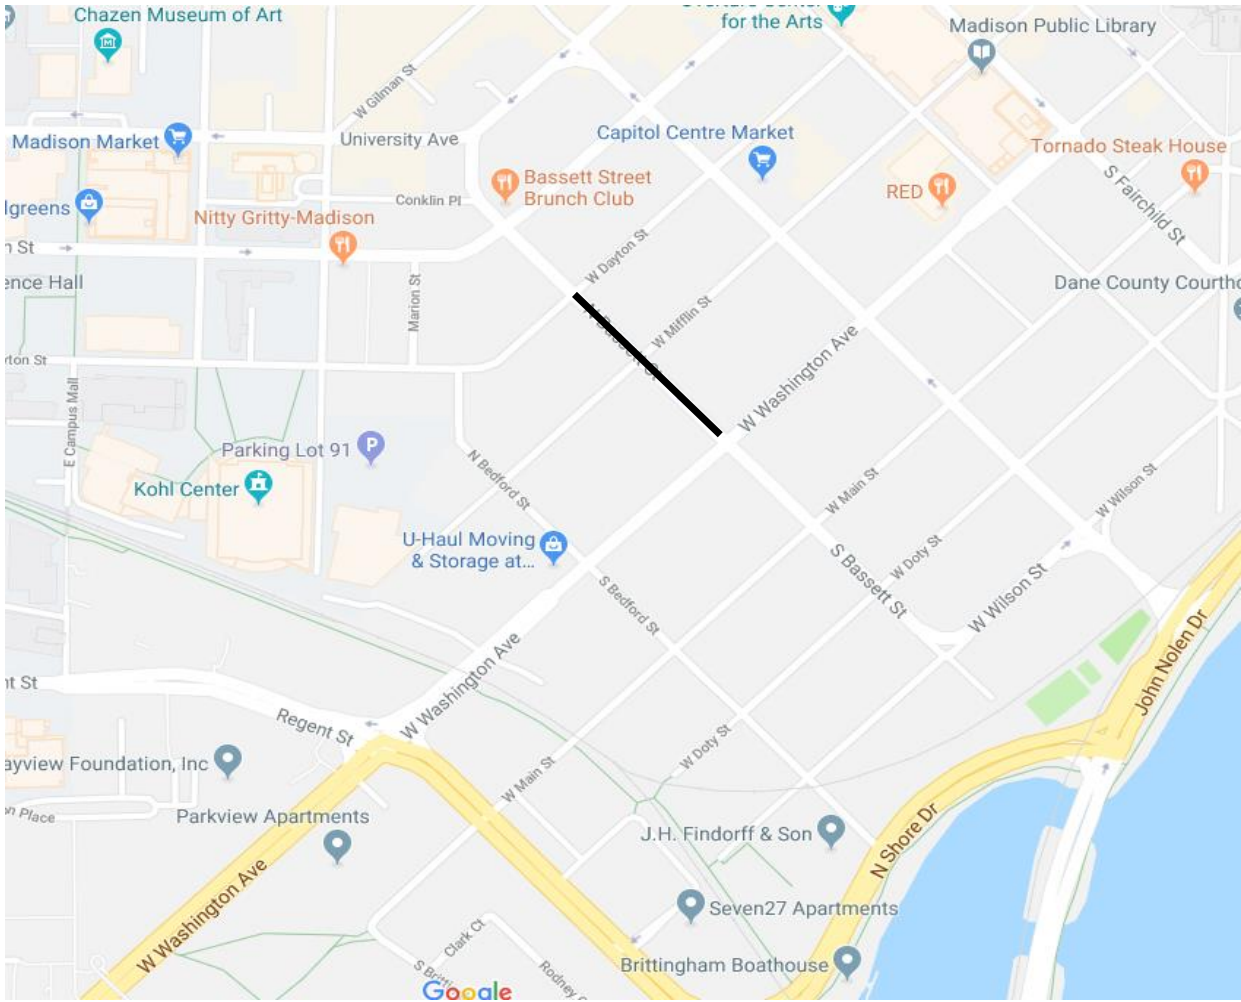 Chazen Museum of Art
for the Arts
Madison Public Library
W Gilman St
Madison Market
University Ave
Capitol Centre Market
Tornado Steak House
Bassett Street
Brunch Club
RED
S Fairchild St
lgreens
Conklin Pl
Nitty Gritty-Madison
n St
W Dayton St
ence Hall
Marion St
Dane County Courtho
W Mifflin St
W Washington Ave
yton St
E Campus Mall
Parking Lot 91
Kohl Center
N Bedford St
W Main St
W Wilson St
U-Haul Moving
& Storage at...
W Doty St
S Bassett St
S Bedford St
W Wilson St
John Nolen Dr
nt St
W Washington Ave
Regent St
W Doty St
ayview Foundation, Inc
W Main St
on Place
Parkview Apartments
J.H. Findorff & Son
N Shore Dr
W Washington Ave
Seven27 Apartments
Clark Ct
Brittingham Boathouse
S Britti
Rodney C
Google